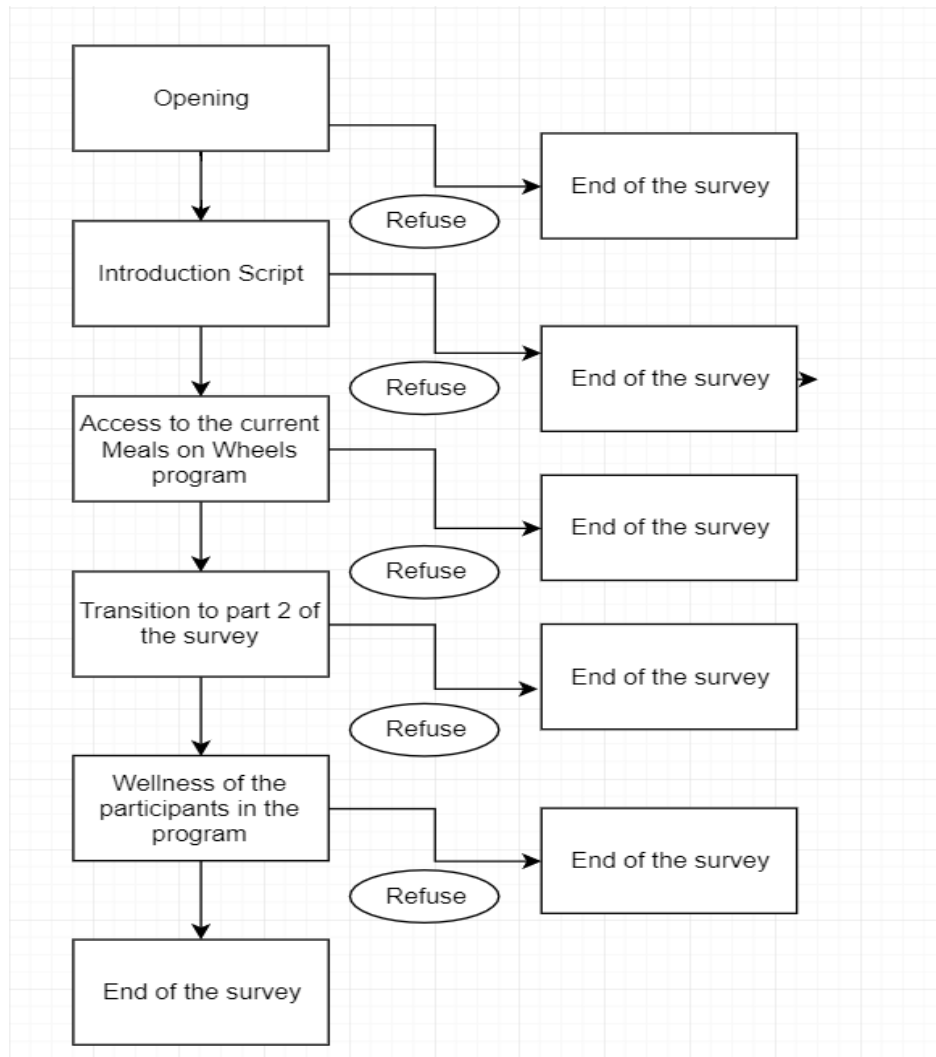 Opening
End of the survey
Refuse
Introduction Script
End of the survey
Refuse
Access to the current
Meals on Wheels
program
End of the survey
Refuse
Transition to part 2 of
the survey
End of the survey
Refuse
Wellness of the
participants in the
program
End of the survey
Refuse
End of the survey